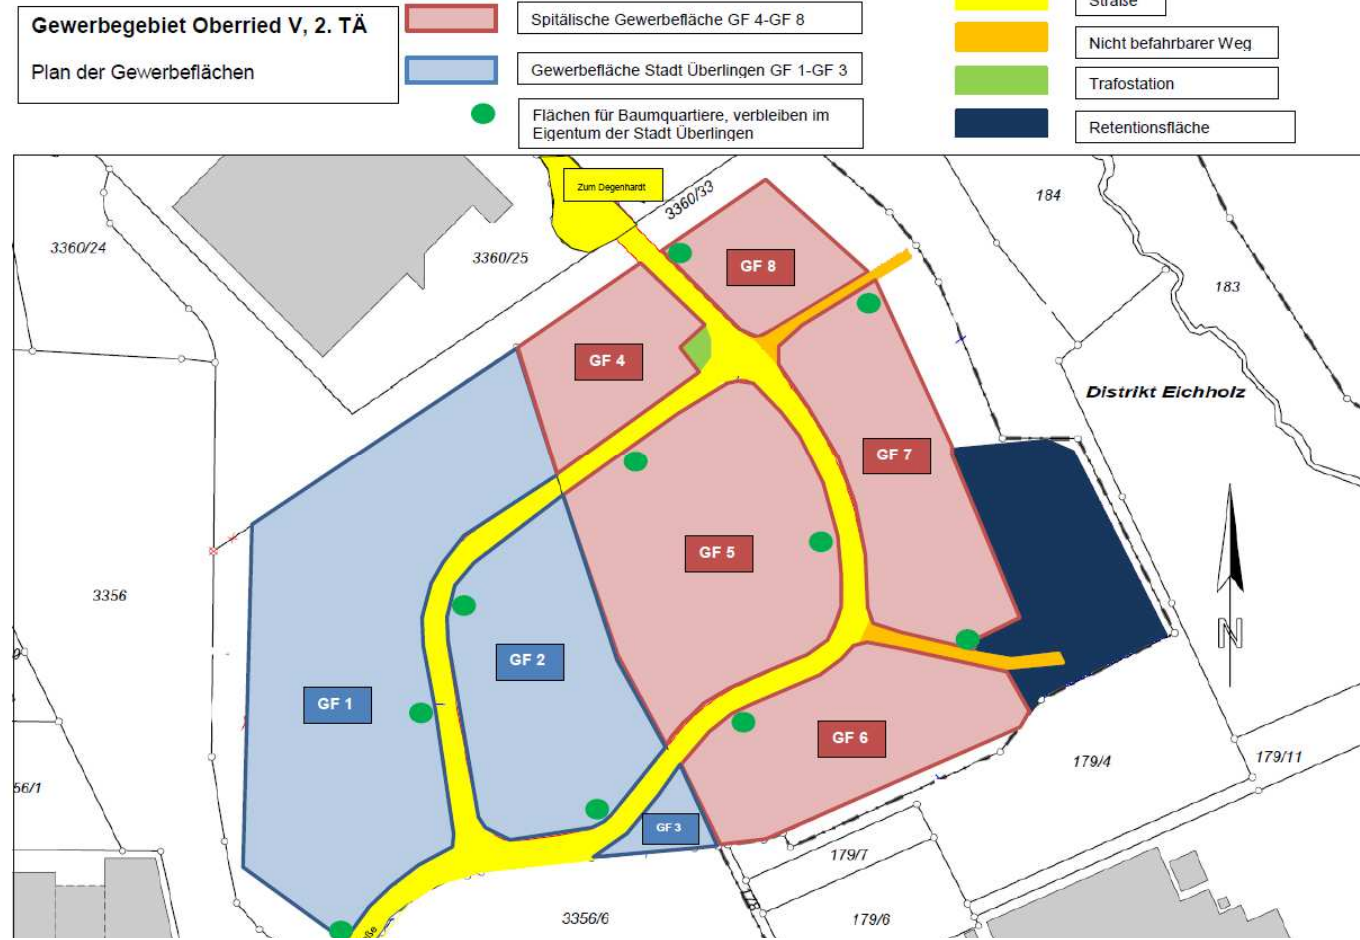 Gewerbegebiet Oberried V, 2. TÄ
Plan der Gewerbeflächen
Spitälische Gewerbefläche GF 4-GF 8
Gewerbefläche Stadt Überlingen GF 1-GF 3
Flächen für Baumquartiere, verbleiben im
Eigentum der Stadt Überlingen
Straße
Nicht befahrbarer Weg
Trafostation
Retentionsfläche
Zum Degenhardt
3360/33
184
3360/24
3360/25
GF 8
183
GF 4
Distrikt Eichholz
GF 7
GF 5
3356
N
GF 2
GF 1
GF 6
179/4
179/11
56/1
GF 3
179/7
3356/6
179/6